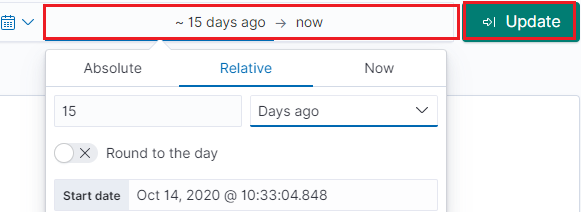 ~ 15 days ago → now Update
Absolute Relative Now
15 Days ago
Round to the day
Start date Oct 14, 2020 @ 10:33:04.848